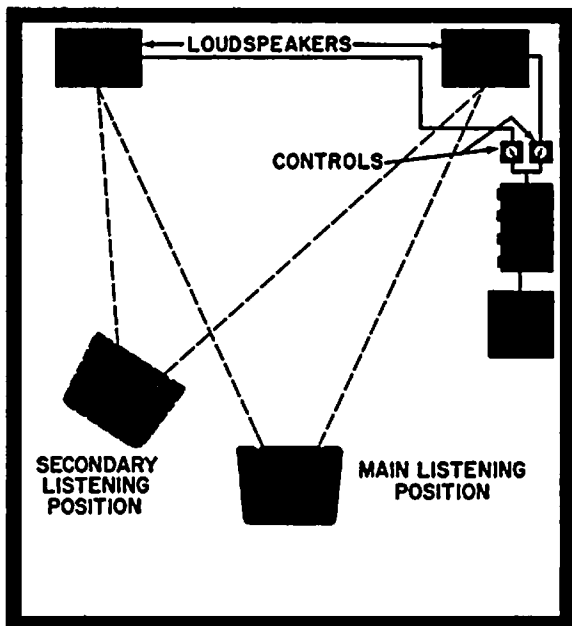 LOUDSPEAKERS
CONTROLS
SECONDARY
LISTENING
POSITION
MAIN LISTENING
POSITION